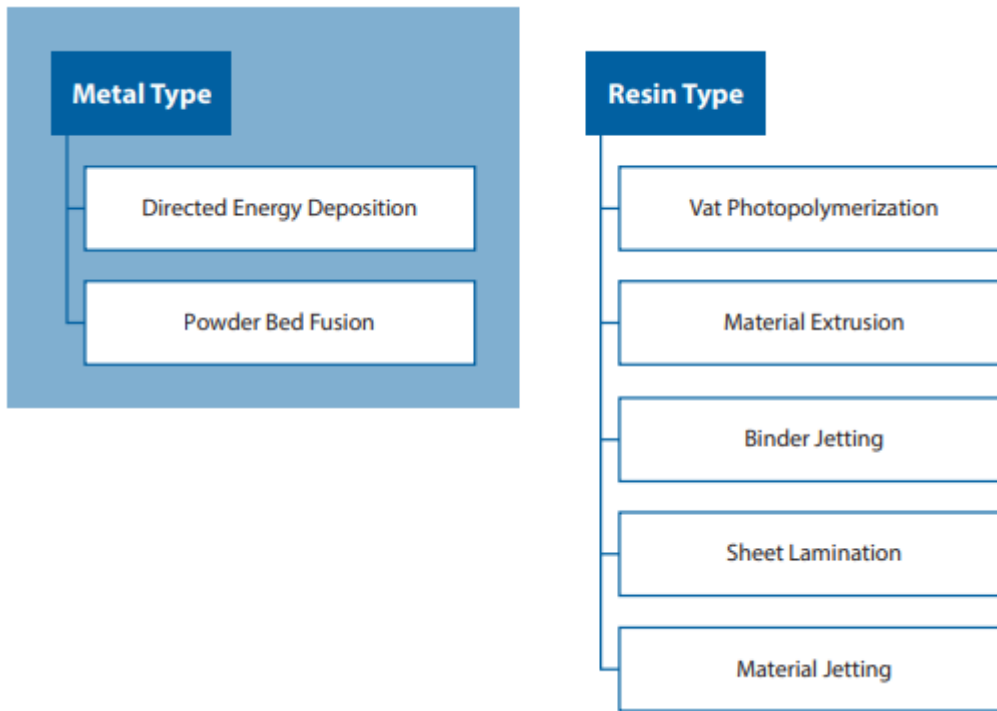 Metal Type
Directed Energy Deposition
Powder Bed Fusion
Resin Type
Vat Photopolymerization
Material Extrusion
Binder Jetting
Sheet Lamination
Material Jetting